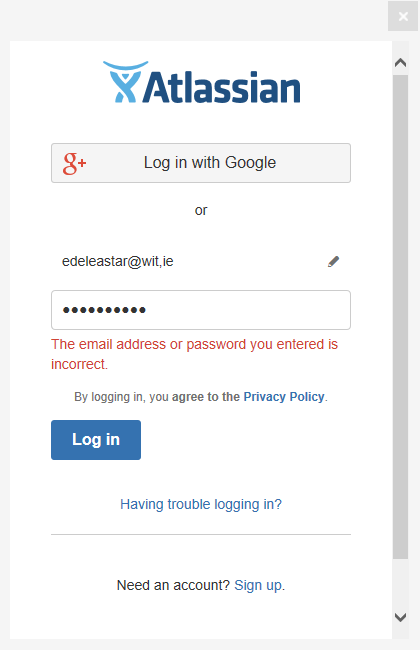 Atlassian
Log in with Google
or
edeleastar@wit,ie
••••••••••
The email address or password you entered is
incorrect.
By logging in, you agree to the Privacy Policy.
Log in
Having trouble logging in?
Need an account? Sign up.